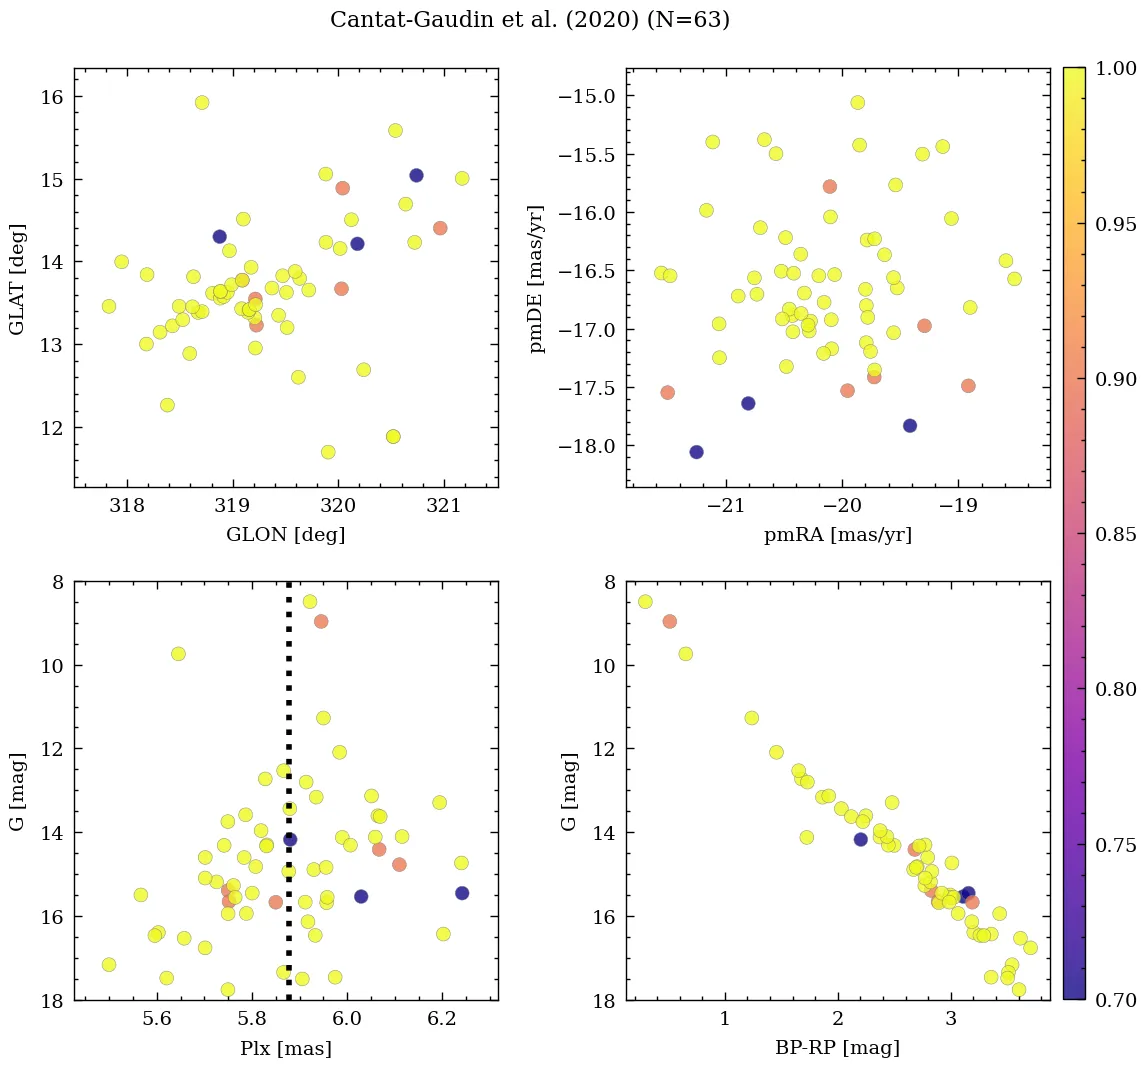 Cantat-Gaudin et al. (2020) (N=63)
16
15
14
13
12
GLAT [deg]
318 319 320 321
GLON [deg]
−15.0
−15.5
−16.0
−16.5
−17.0
−17.5
−18.0
pmDE [mas/yr]
−21 −20 −19
pmRA [mas/yr]
8
10
12
14
16
18
G [mag]
5.6 5.8 6.0 6.2
Plx [mas]
8
10
12
14
16
18
G [mag]
1 2 3
BP-RP [mag]
1.00
0.95
0.90
0.85
0.80
0.75
0.70